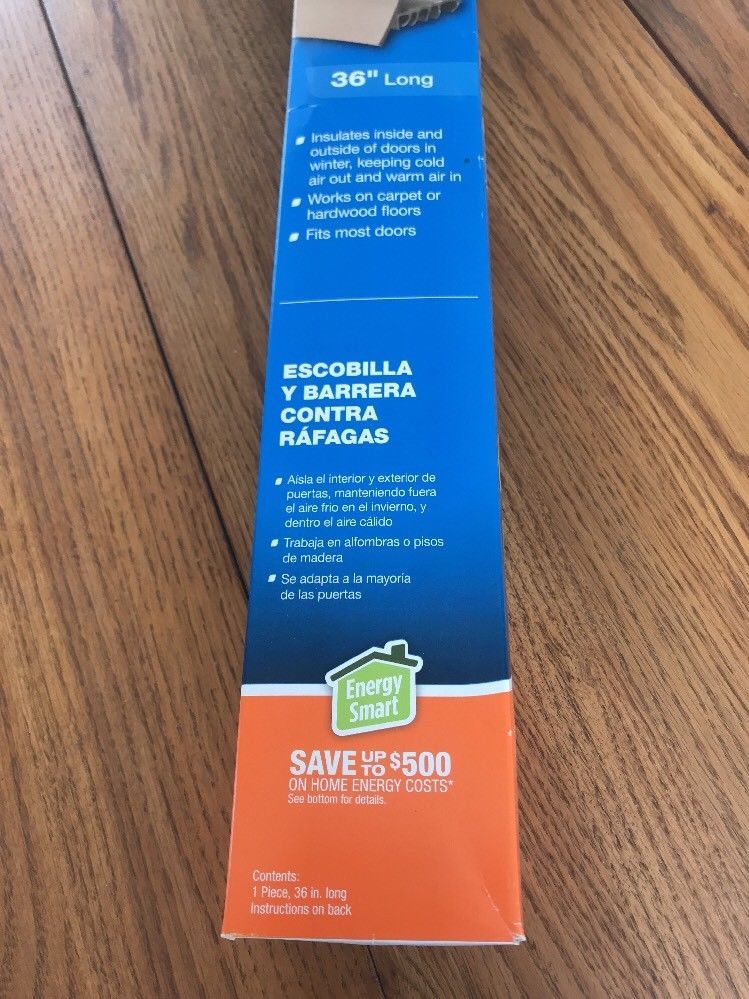 36" Long
Insulates inside and
outside of doors in
winter, keeping cold
air out and warm air in
Works on carpet or
hardwood floors
Fits most doors
ESCOBILLA
Y BARRERA
CONTRA
RÁFAGAS
Aísla el interior y exterior de
puertas, manteniendo fuera
el aire frio en el invierno, y
dentro el aire cálido
Trabaja en alfombras o pisos
de madera
Se adapta a la mayoría
de las puertas
Energy
Smart
SAVE UP TO $500
ON HOME ENERGY COSTS*
See bottom for details.
Contents:
1 Piece, 36 in. long
Instructions on back